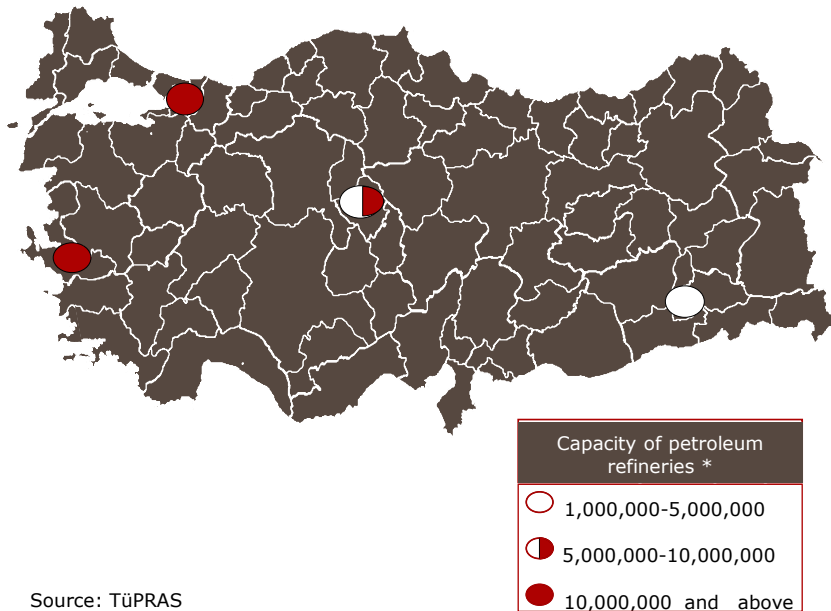 Capacity of petroleum
refineries *
1,000,000-5,000,000
5,000,000-10,000,000
10,000,000 and above
Source: TüPRAS